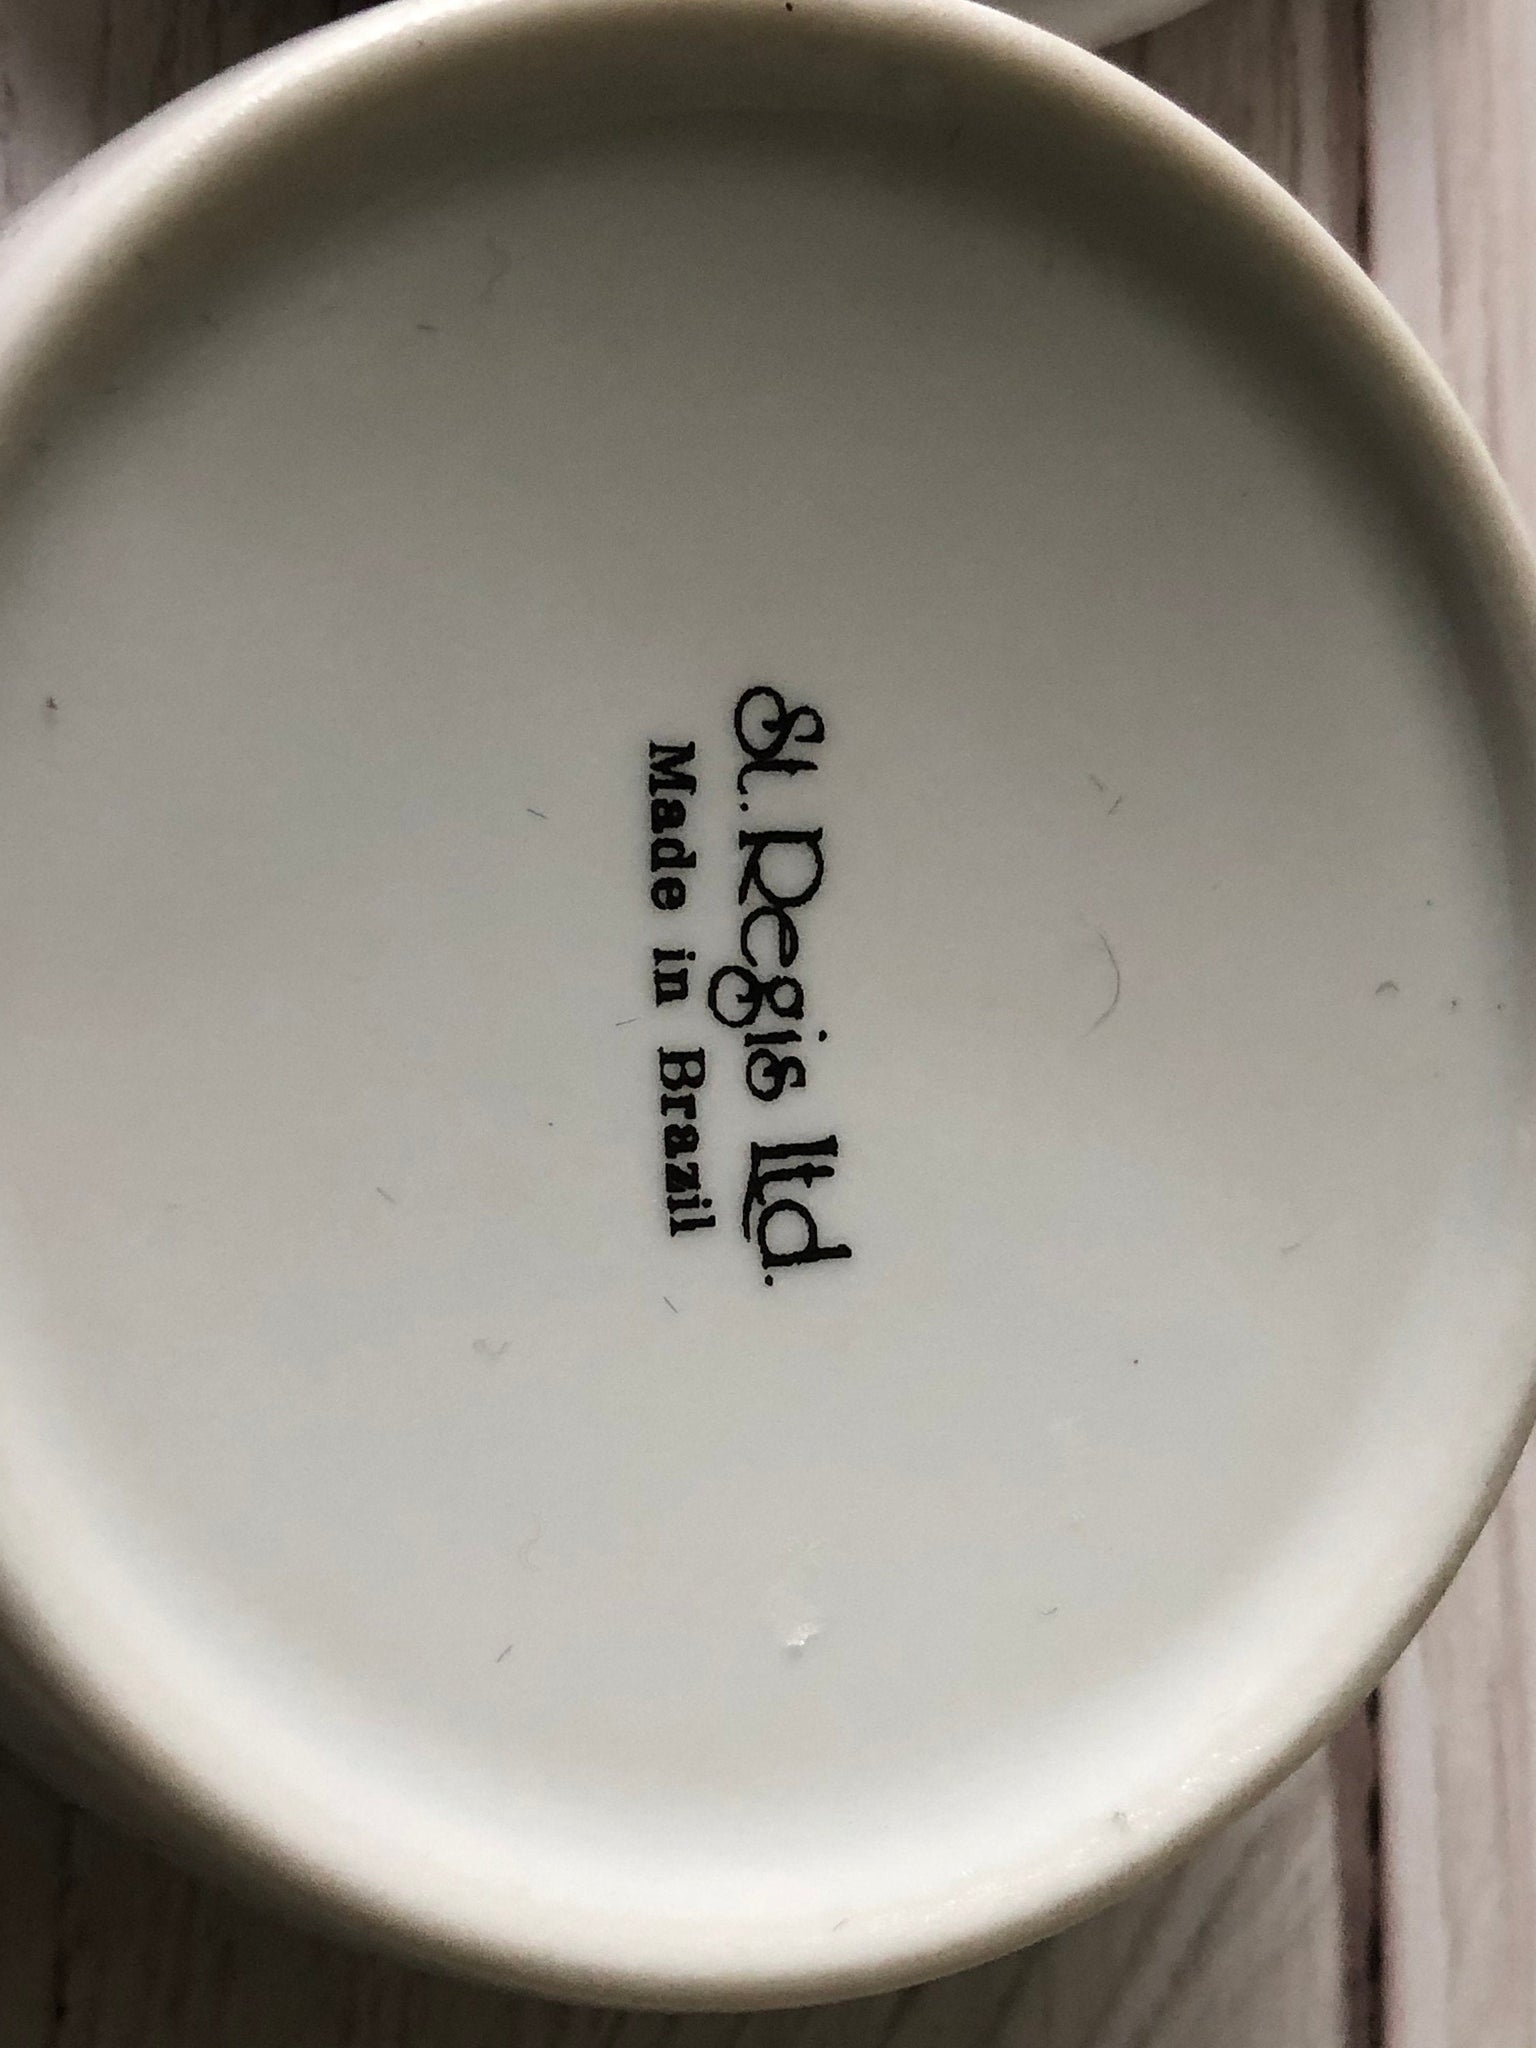 St. Regis ltd.
Made in Brazil